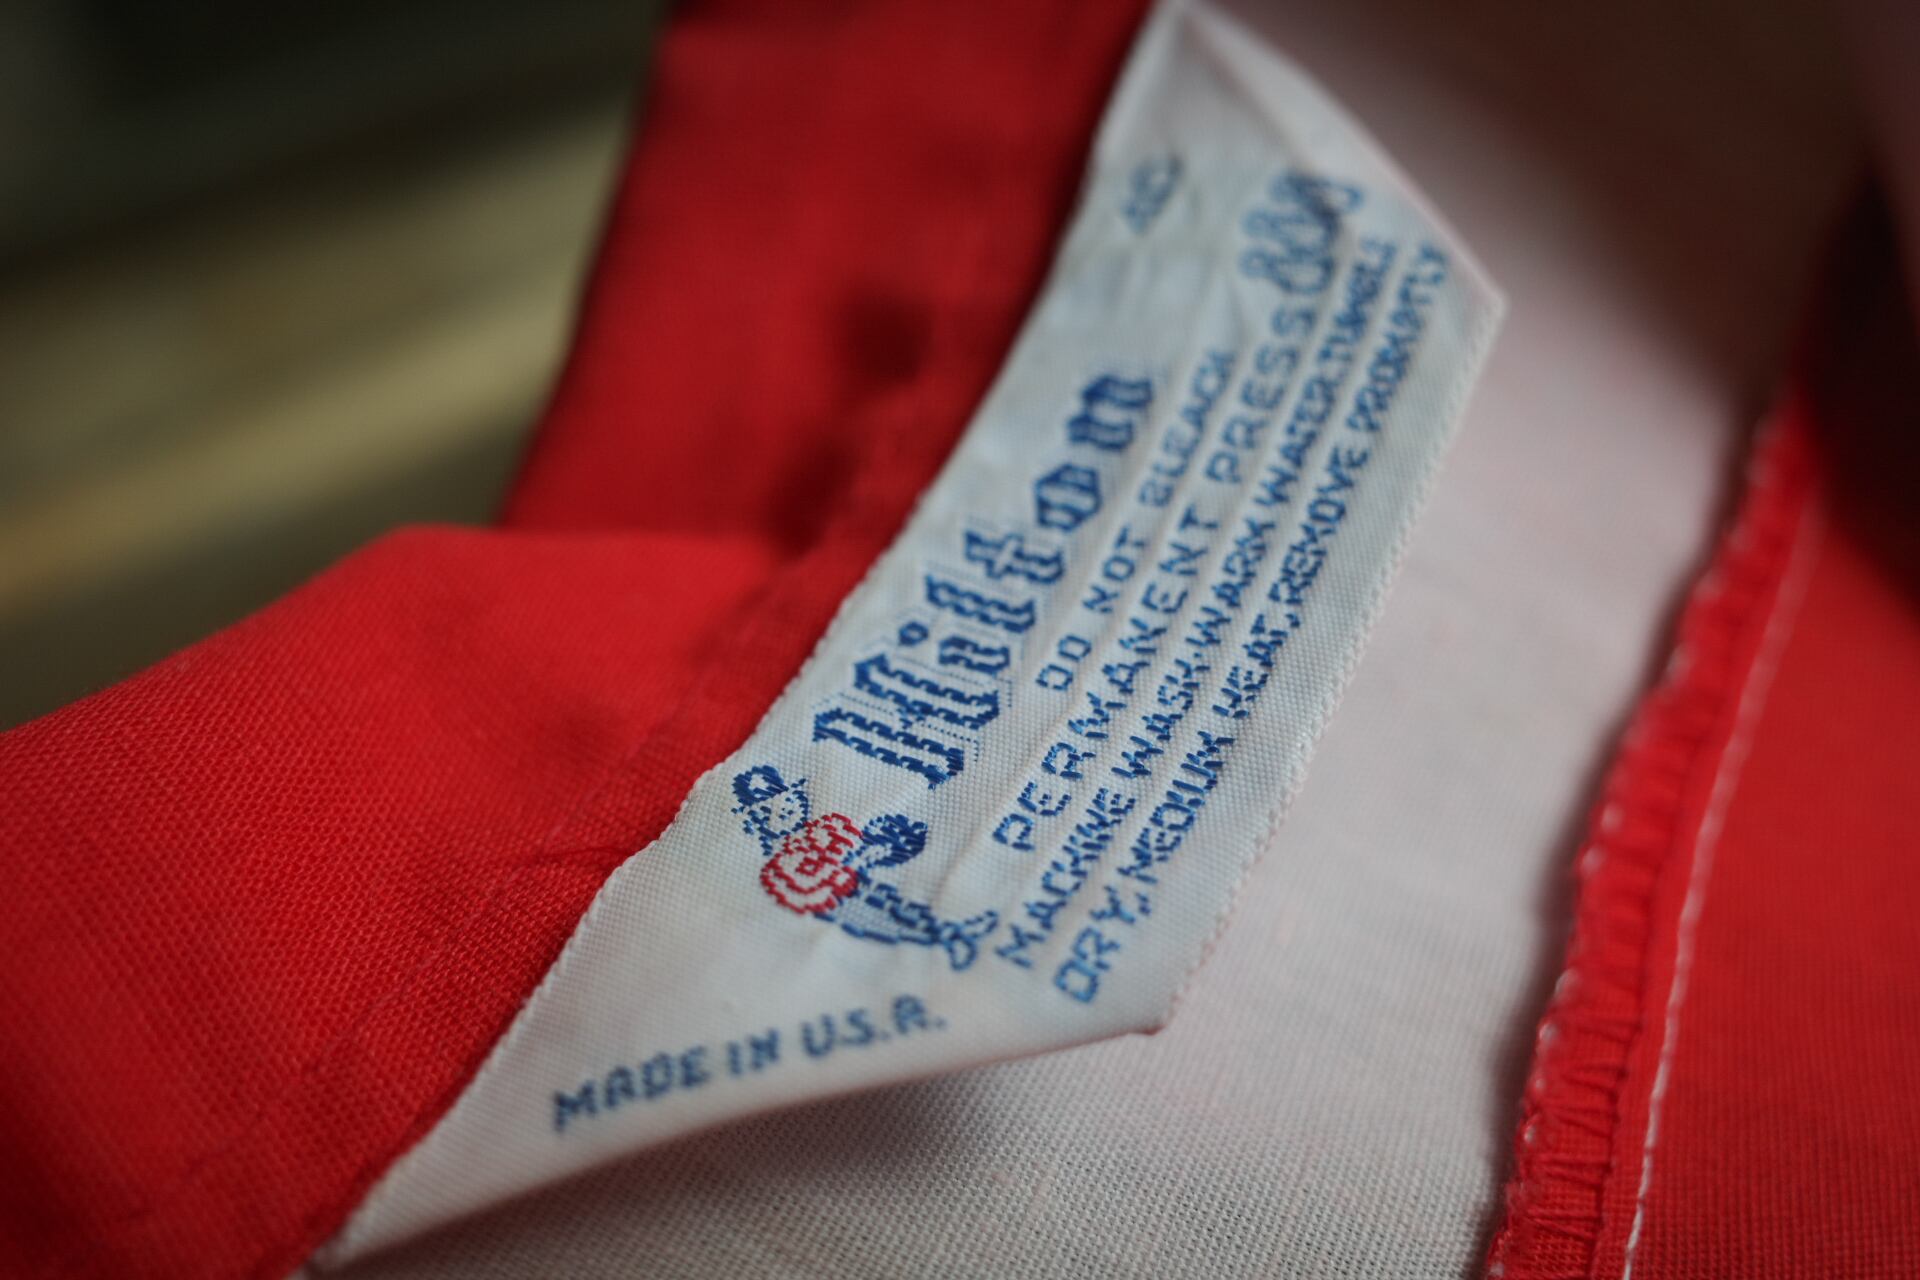 Hilton
DO NOT BLEACH
PERMANENT PRESS
MACHINE WASH-WARM WATER.TUMBLE
DRY, MEDIUM HEAT, REMOVE PROMPTLY
MADE IN U.S.A.